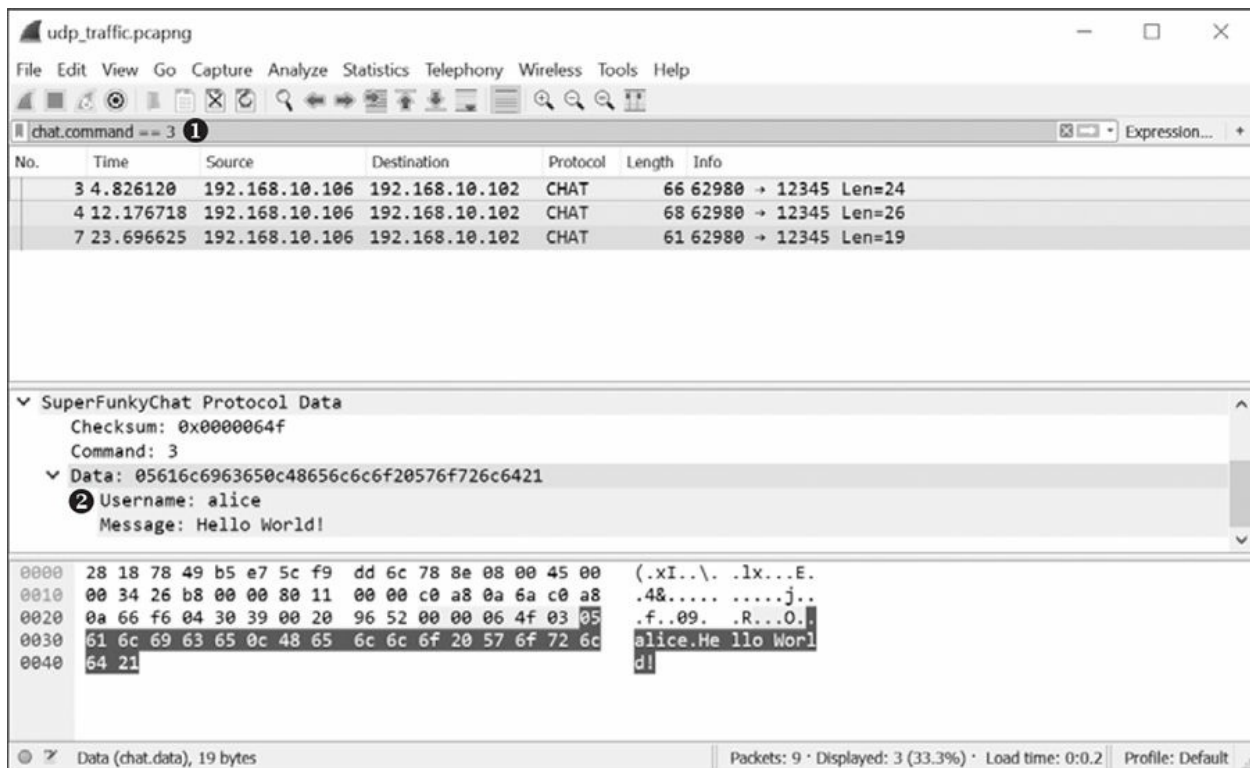 udp_traffic.pcapng
File Edit View Go Capture Analyze Statistics Telephony Wireless Tools Help
chat.command == 3 ❶ Expression... +
No. Time Source Destination Protocol Length Info
3 4.826120 192.168.10.106 192.168.10.102 CHAT 66 62980 → 12345 Len=24
4 12.176718 192.168.10.106 192.168.10.102 CHAT 68 62980 → 12345 Len=26
7 23.696625 192.168.10.106 192.168.10.102 CHAT 61 62980 → 12345 Len=19
SuperFunkyChat Protocol Data
Checksum: 0x0000064f
Command: 3
Data: 05616c6963650c48656c6c6f20576f726c6421
❷ Username: alice
Message: Hello World!
0000 28 18 78 49 b5 e7 5c f9 dd 6c 78 8e 08 00 45 00 (.xI..\. .lx...E.
0010 00 34 26 b8 00 00 80 11 00 00 c0 a8 0a 6a c0 a8 .4&..... .....j..
0020 0a 66 f6 04 30 39 00 20 96 52 00 00 06 4f 03 05 .f..09. .R...O..
0030 61 6c 69 63 65 0c 48 65 6c 6c 6f 20 57 6f 72 6c alice.He llo Worl
0040 64 21 d!
Data (chat.data), 19 bytes Packets: 9 · Displayed: 3 (33.3%) · Load time: 0:0.2 Profile: Default